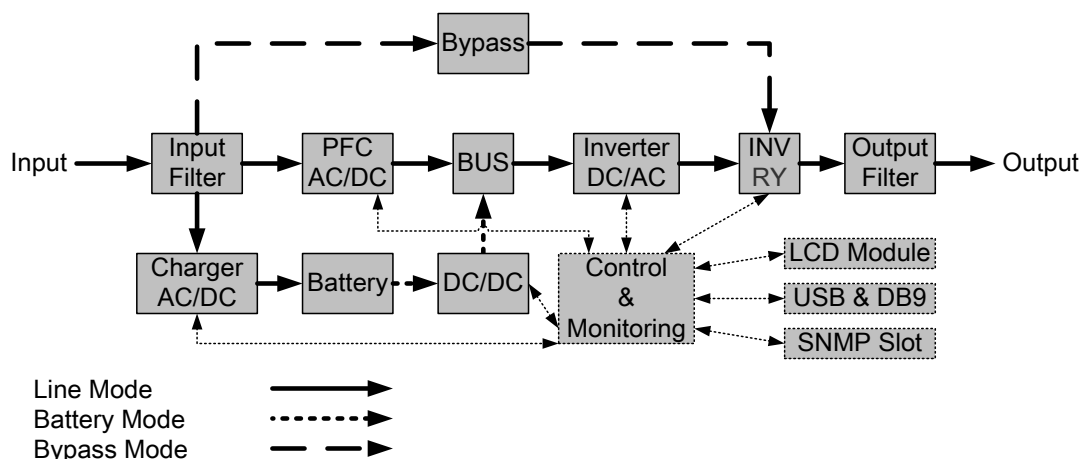 Bypass
Input
Input
Filter
PFC
AC/DC
BUS
Inverter
DC/AC
INV
RY
Output
Filter
Output
Charger
AC/DC
Battery
DC/DC
Control
&
Monitoring
LCD Module
USB & DB9
SNMP Slot
Line Mode
Battery Mode
Bypass Mode